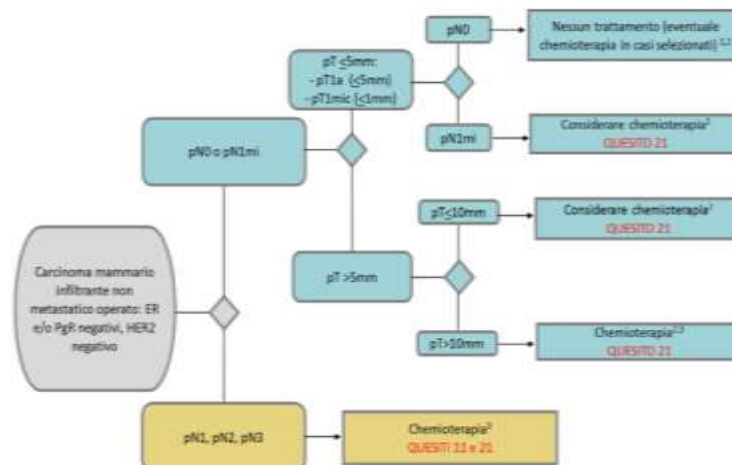 pN0
Nessun trattamento (eventuale
chemioterapia in casi selezionati)
pT ≤5mm:
- pT1a (≤5mm)
- pT1mic (≤1mm)
pN1mi
Considerare chemioterapia
QUESITO 21
pN0 o pN1mi
pT≤10mm
Considerare chemioterapia
QUESITO 21
pT >5mm
pT>10mm
Chemioterapia
QUESITO 21
Carcinoma mammario
infiltrante non
metastatico operato: ER
e/o PgR negativi, HER2
negativo
pN1, pN2, pN3
Chemioterapia
QUESITI 11 e 21